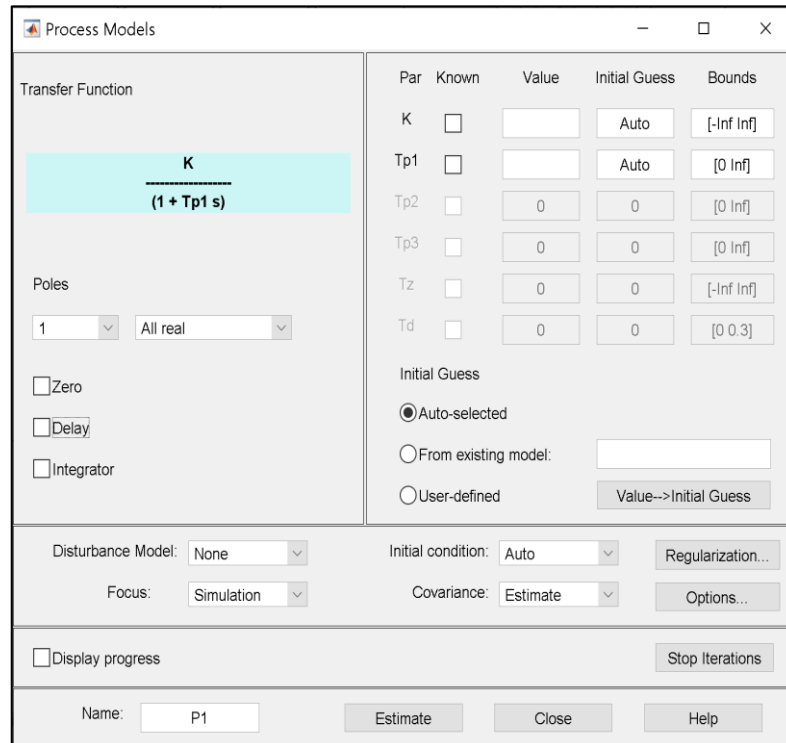 Process Models
Transfer Function
K
------------------
(1 + Tp1 s)
Poles
1 All real
Zero
Delay
Integrator
Par Known Value Initial Guess Bounds
K Auto [-Inf Inf]
Tp1 Auto [0 Inf]
Tp2 0 0 [0 Inf]
Tp3 0 0 [0 Inf]
Tz 0 0 [-Inf Inf]
Td 0 0 [0 0.3]
Initial Guess
Auto-selected
From existing model:
User-defined Value-->Initial Guess
Disturbance Model: None Initial condition: Auto Regularization...
Focus: Simulation Covariance: Estimate Options...
Display progress Stop Iterations
Name: P1 Estimate Close Help